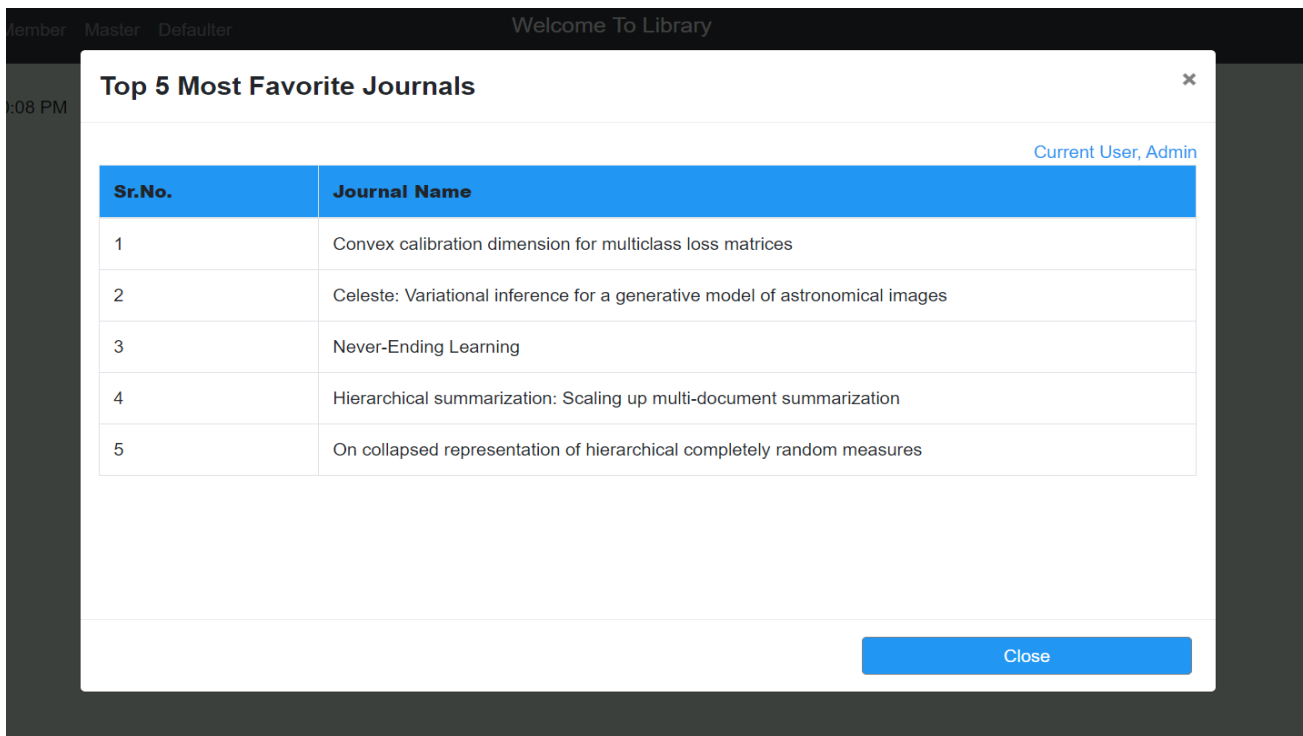 Member Master Defaulter Welcome To Library
Top 5 Most Favorite Journals ×
:08 PM
Current User, Admin
Sr.No. Journal Name
1 Convex calibration dimension for multiclass loss matrices
2 Celeste: Variational inference for a generative model of astronomical images
3 Never-Ending Learning
4 Hierarchical summarization: Scaling up multi-document summarization
5 On collapsed representation of hierarchical completely random measures
Close